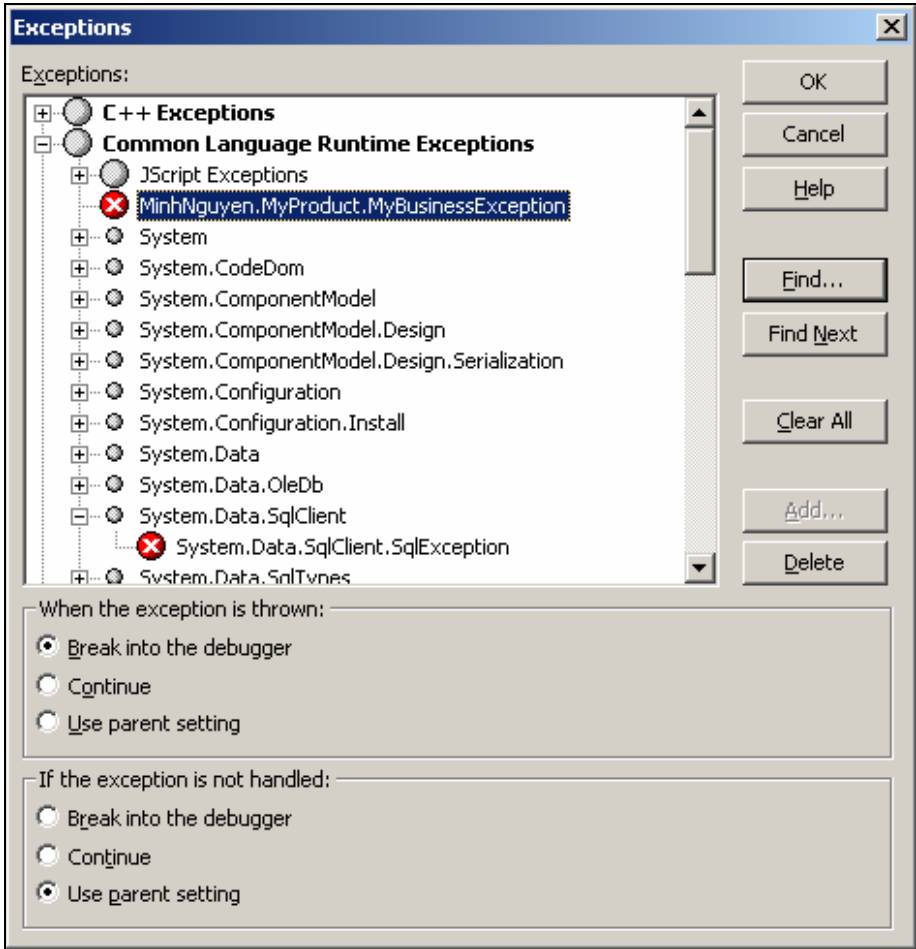 Exceptions
Exceptions:
OK
C++ Exceptions
Common Language Runtime Exceptions
Cancel
JScript Exceptions
Help
MinhNguyen.MyProduct.MyBusinessException
System
System.CodeDom
Find...
System.ComponentModel
System.ComponentModel.Design
Find Next
System.ComponentModel.Design.Serialization
System.Configuration
System.Configuration.Install
Clear All
System.Data
System.Data.OleDb
System.Data.SqlClient
Add...
System.Data.SqlClient.SqlException
Delete
System.Data.SqlTypes
When the exception is thrown:
Break into the debugger
Continue
Use parent setting
If the exception is not handled:
Break into the debugger
Continue
Use parent setting